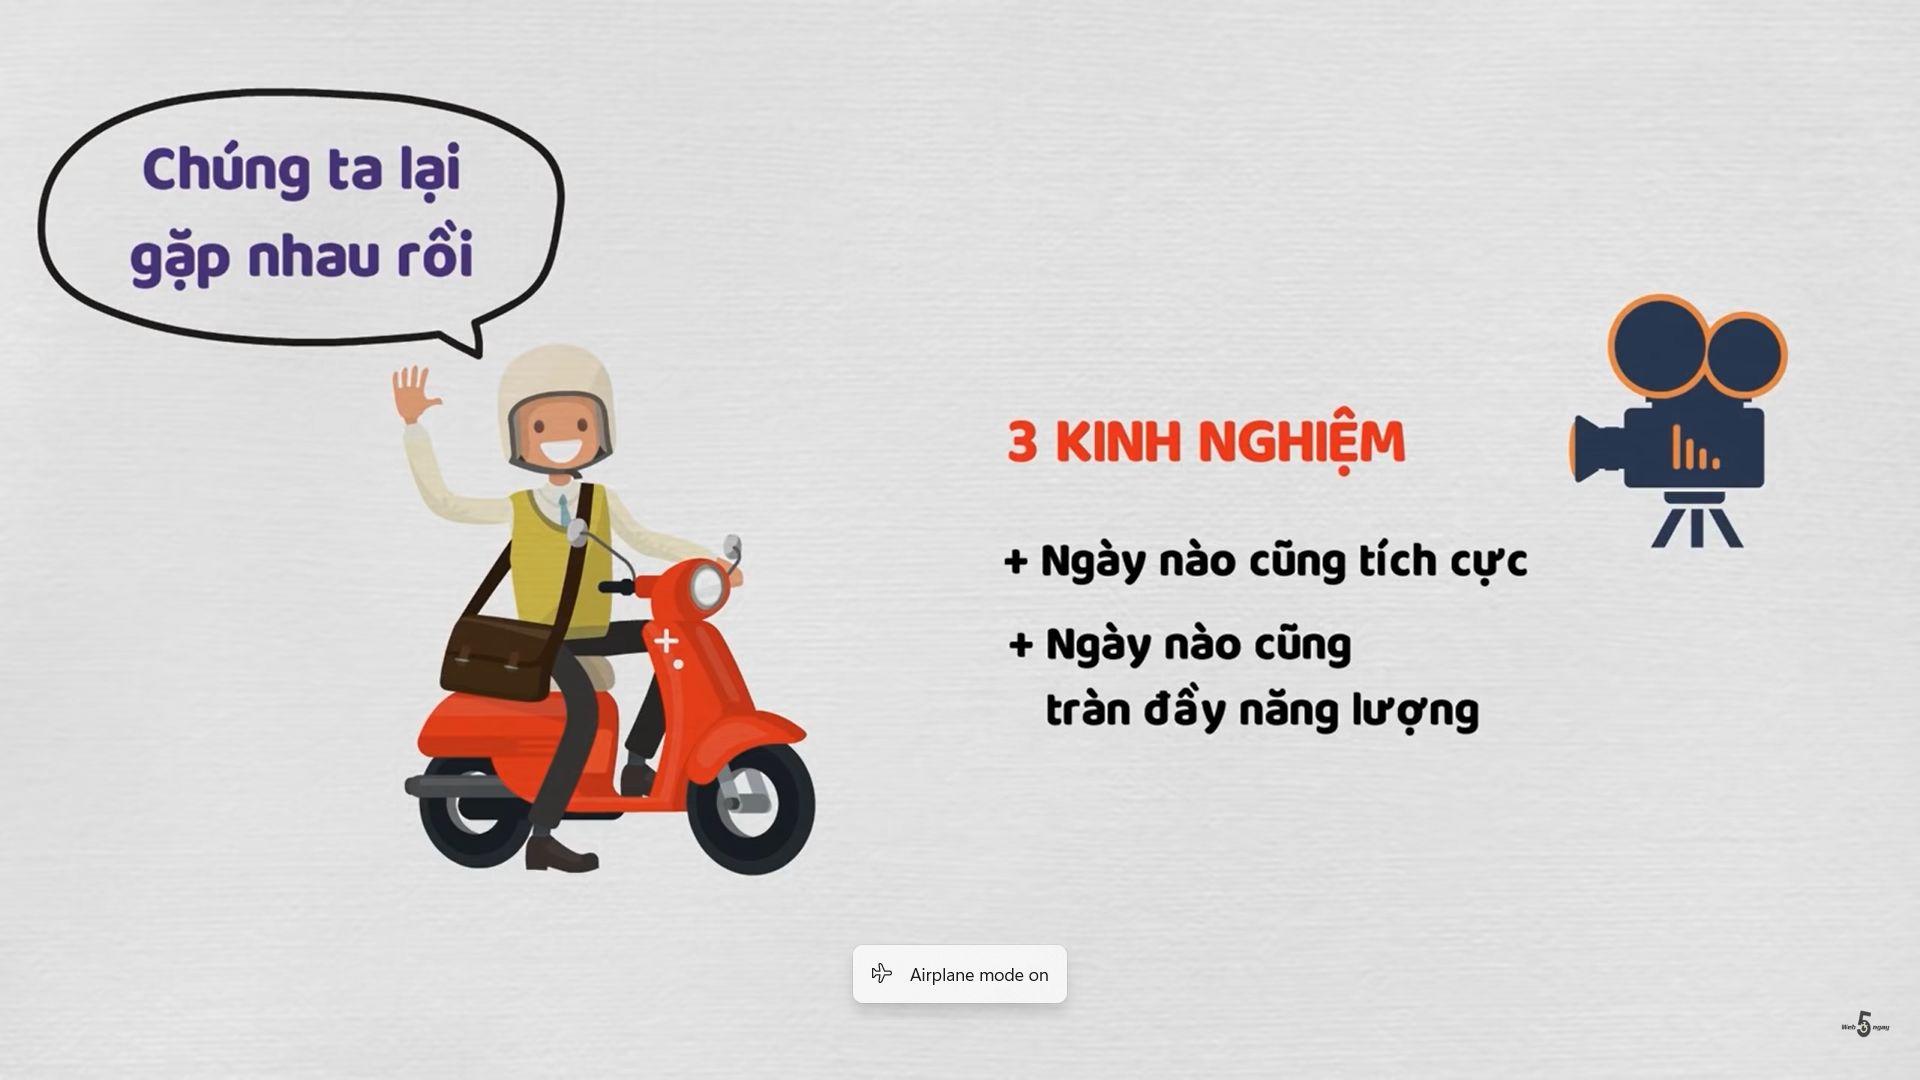 Chúng ta lại
gặp nhau rồi
3 KINH NGHIỆM
+ Ngày nào cũng tích cực
+ Ngày nào cũng
tràn đầy năng lượng
Airplane mode on
Web 5 ngay